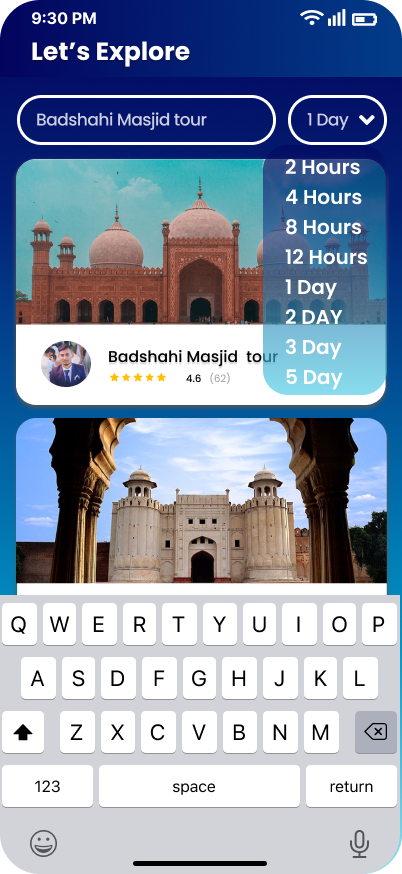 9:30 PM
Let's Explore
Badshahi Masjid tour
1 Day
2 Hours
4 Hours
8 Hours
12 Hours
1 Day
2 DAY
3 Day
5 Day
Badshahi Masjid tour
4.6 (62)
Q W E R T Y U I O P
A S D F G H J K L
Z X C V B N M
123 space return